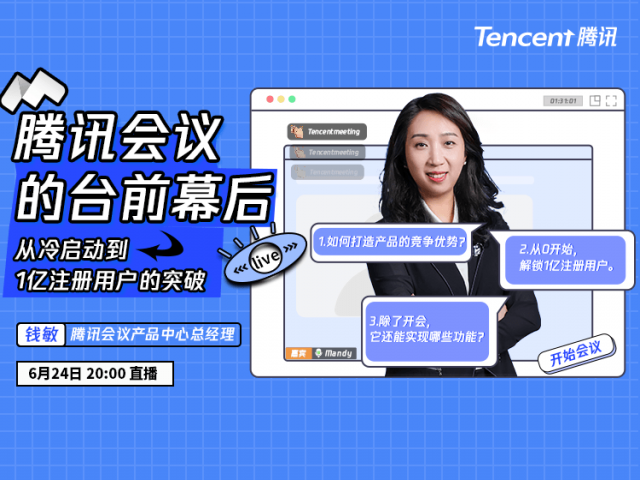 Tencent 腾讯
腾讯会议
的台前幕后
从冷启动到
1亿注册用户的突破
live
钱敏 腾讯会议产品中心总经理
6月24日 20:00 直播
01:31:01
Tencentmeeting
Tencentmeeting
Tencentmeeting
1.如何打造产品的竞争优势?
2.从0开始,
解锁1亿注册用户。
3.除了开会,
它还能实现哪些功能?
嘉宾 Mandy
开始会议